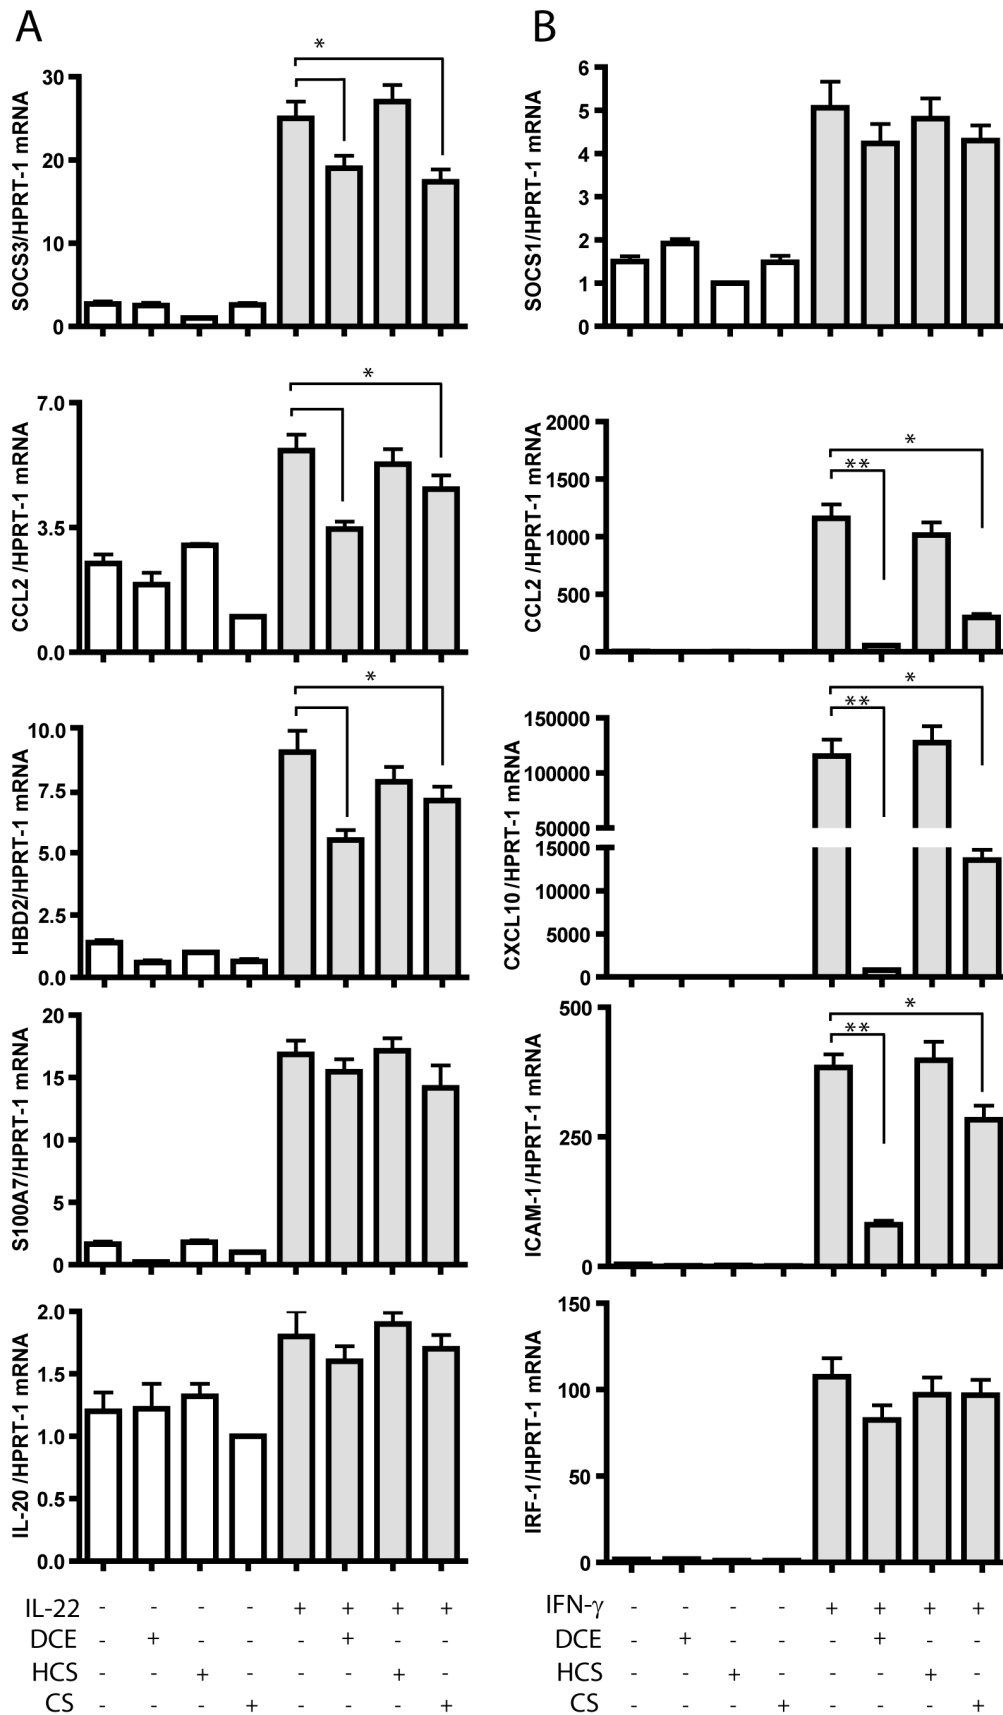 A
*
SOCS3/HPRT-1 mRNA
30
20
10
0
*
CCL2 /HPRT-1 mRNA
7.0
3.5
0.0
*
HBD2/HPRT-1 mRNA
10.0
7.5
5.0
2.5
0.0
S100A7/HPRT-1 mRNA
20
15
10
5
0
IL-20 /HPRT-1 mRNA
2.0
1.5
1.0
0.5
0.0
IL-22 - - - - + + + +
DCE - + - - - + - -
HCS - - + - - - + -
CS - - - + - - - +
B
SOCS1/HPRT-1 mRNA
6
5
4
3
2
1
0
*
**
CCL2 /HPRT-1 mRNA
2000
1500
1000
500
0
*
**
CXCL10 /HPRT-1 mRNA
150000
100000
50000
15000
10000
5000
0
*
**
ICAM-1/HPRT-1 mRNA
500
250
0
IRF-1/HPRT-1 mRNA
150
100
50
0
IFN-γ - - - - + + + +
DCE - + - - - + - -
HCS - - + - - - + -
CS - - - + - - - +